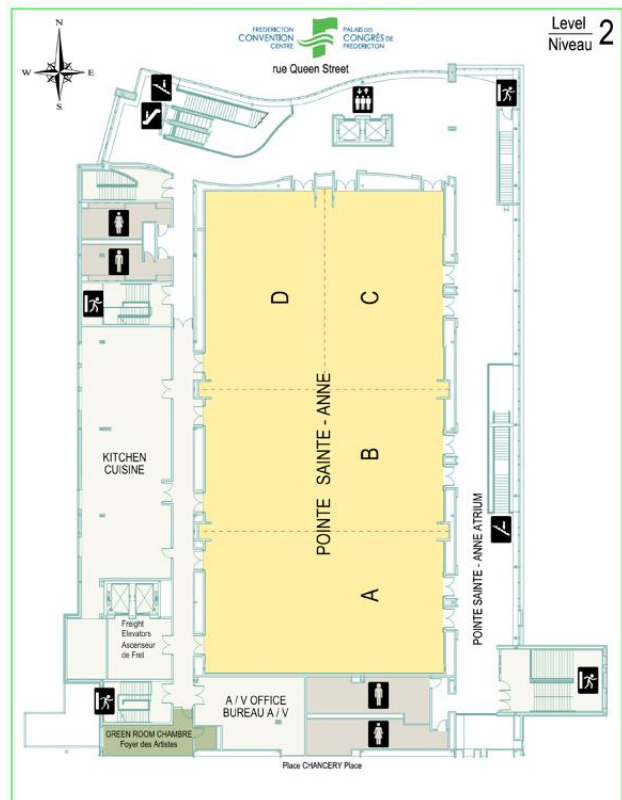 N
W E
S
FREDERICTON
CONVENTION
CENTRE
PALAIS DES
CONGRÈS DE
FREDERICTON
Level
Niveau 2
rue Queen Street
D
C
POINTE SAINTE - ANNE
B
A
KITCHEN
CUISINE
POINTE SAINTE - ANNE ATRIUM
Freight
Elevators
Ascenseur
de Fret
A / V OFFICE
BUREAU A / V
GREEN ROOM CHAMBRE
Foyer des Artistes
Place CHANCERY Place